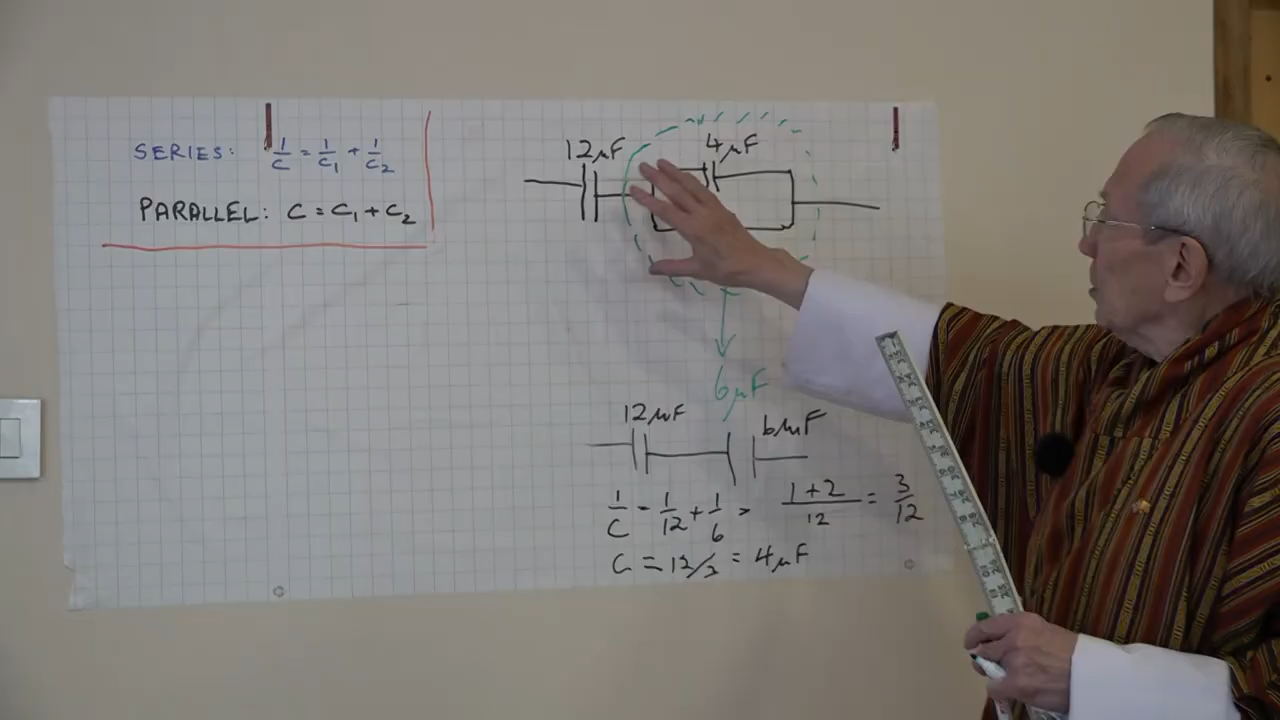 SERIES: 1/C = 1/C₁ + 1/C₂
PARALLEL: C = C₁ + C₂
12μF
4μF
6μF
12μF
6μF
1/C = 1/12 + 1/6 = (1+2)/12 = 3/12
C = 12/3 = 4μF